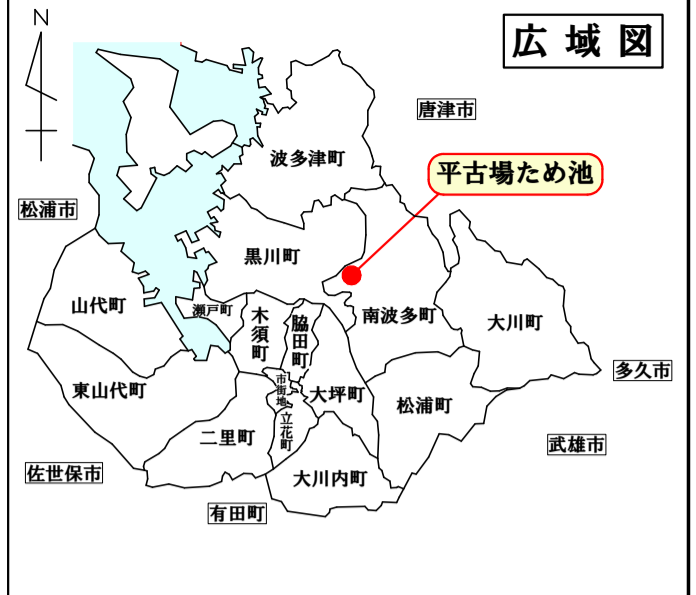 N
広域図
唐津市
波多津町
平古場ため池
松浦市
黒川町
山代町
瀬戸町
木須町
脇田町
南波多町
大川町
多久市
東山代町
市街地
大坪町
松浦町
二里町
立花町
武雄市
佐世保市
大川内町
有田町